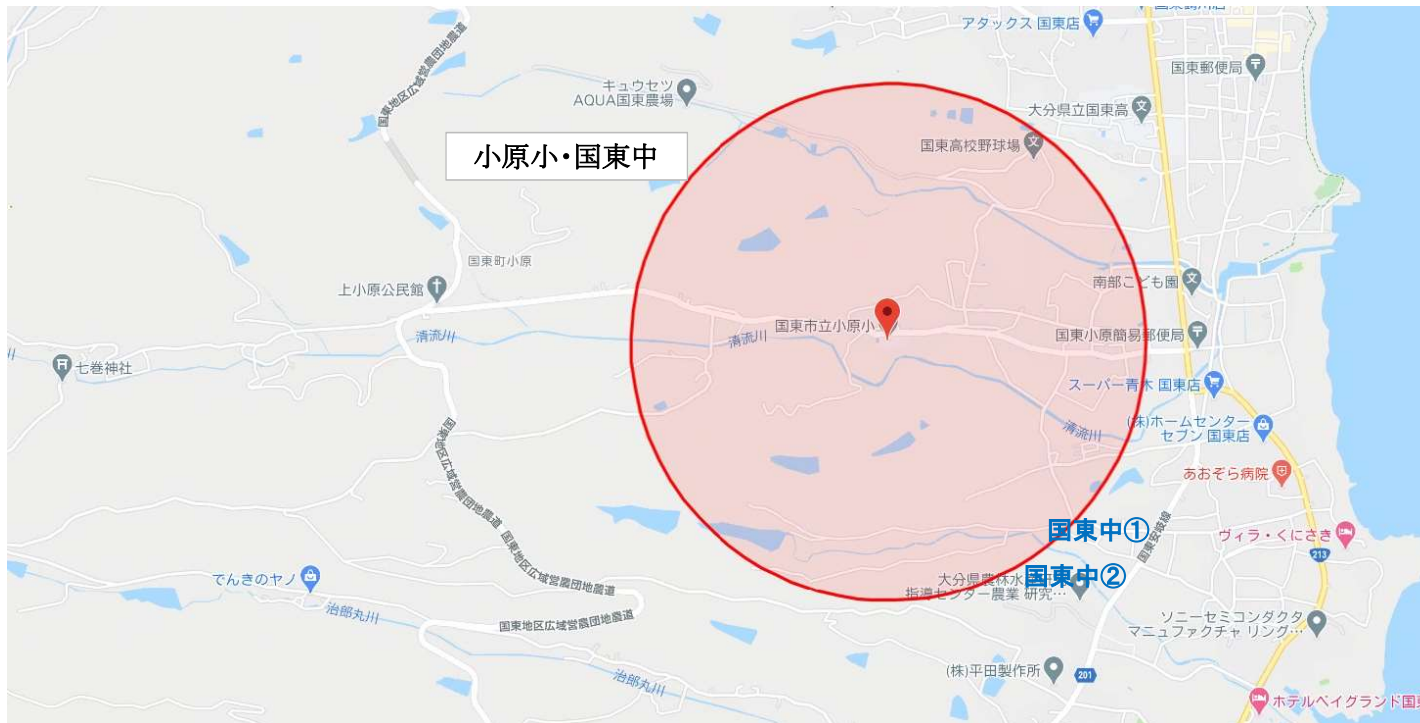 国東鶴川店
アタックス 国東店
国東郵便局
キュウセツ
AQUA国東農場
大分県立国東高
国東地区広域営農団地農道
小原小・国東中
国東高校野球場
国東町小原
南部こども園
上小原公民館
国東市立小原小
国東小原簡易郵便局
清流川
清流川
川
七巻神社
スーパー青木 国東店
清流川
(株)ホームセンター
セブン 国東店
国東地区広域営農団地農道
あおぞら病院
国東中①
国東安岐線
ヴィラ・くにさき
213
国東地区広域営農団地農道
でんきのヤノ
国東中②
大分県農林水
指導センター農業 研究…
治郎丸川
国東地区広域営農団地農道
ソニーセミコンダクタ
マニュファクチャ リング…
(株)平田製作所
201
治郎丸川
ホテルベイグランド国